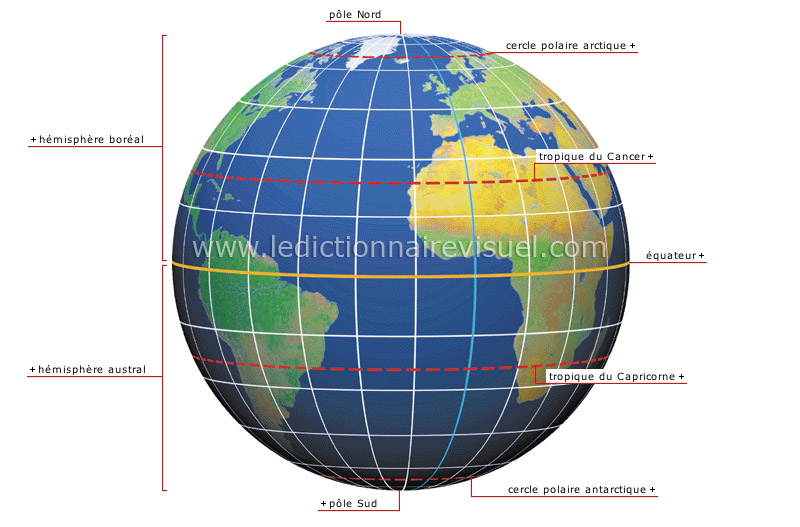 pôle Nord
cercle polaire arctique +
+ hémisphère boréal
tropique du Cancer +
www.ledictionnairevisuel.com
équateur +
+ hémisphère austral
tropique du Capricorne +
cercle polaire antarctique +
+ pôle Sud